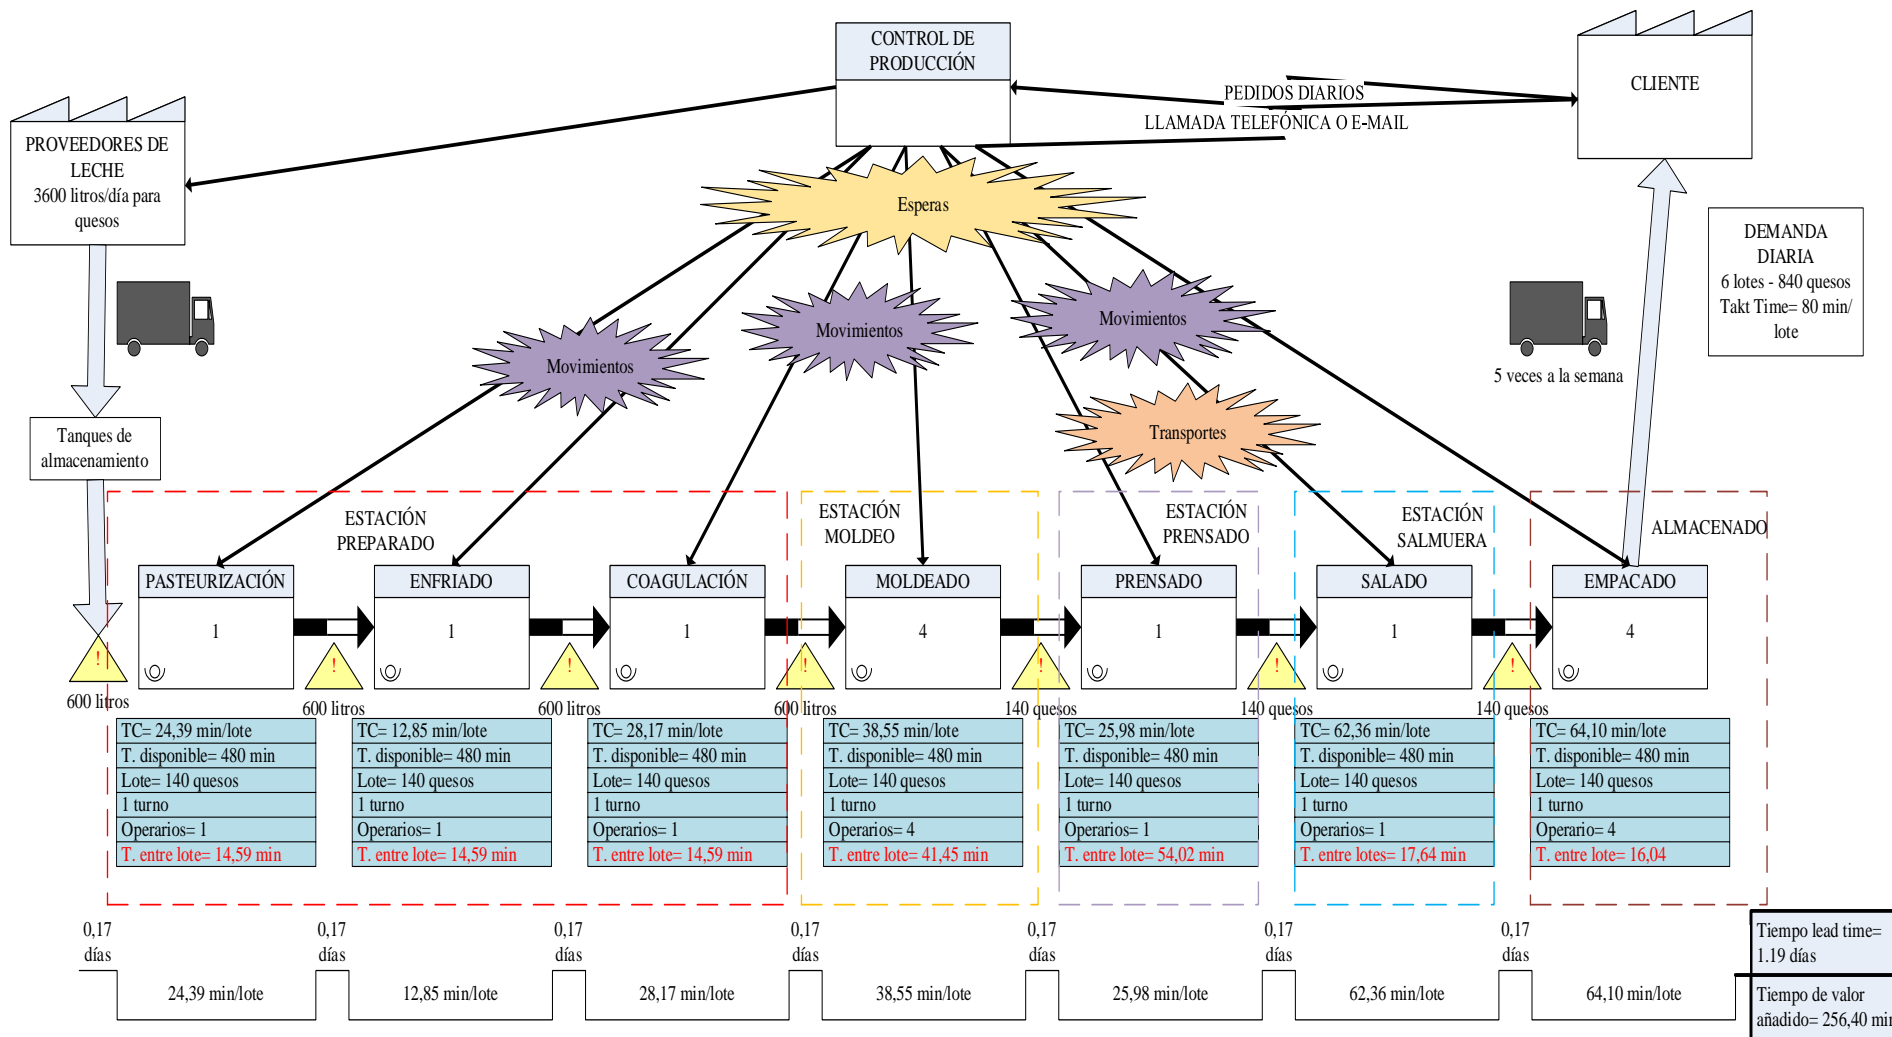 CONTROL DE
PRODUCCIÓN
CLIENTE
PEDIDOS DIARIOS
LLAMADA TELEFÓNICA O E-MAIL
PROVEEDORES DE
LECHE
3600 litros/día para
quesos
Esperas
DEMANDA
DIARIA
6 lotes - 840 quesos
Takt Time= 80 min/
lote
Movimientos
Movimientos
Movimientos
5 veces a la semana
Transportes
Tanques de
almacenamiento
ESTACIÓN
PREPARADO
ESTACIÓN
MOLDEO
ESTACIÓN
PRENSADO
ESTACIÓN
SALMUERA
ALMACENADO
PASTEURIZACIÓN
1
ENFRIADO
1
COAGULACIÓN
1
MOLDEADO
4
PRENSADO
1
SALADO
1
EMPACADO
4
!
!
!
!
!
!
!
600 litros
600 litros
600 litros
600 litros
140 quesos
140 quesos
140 quesos
TC= 24,39 min/lote
T. disponible= 480 min
Lote= 140 quesos
1 turno
Operarios= 1
T. entre lote= 14,59 min
TC= 12,85 min/lote
T. disponible= 480 min
Lote= 140 quesos
1 turno
Operarios= 1
T. entre lote= 14,59 min
TC= 28,17 min/lote
T. disponible= 480 min
Lote= 140 quesos
1 turno
Operarios= 1
T. entre lote= 14,59 min
TC= 38,55 min/lote
T. disponible= 480 min
Lote= 140 quesos
1 turno
Operarios= 4
T. entre lote= 41,45 min
TC= 25,98 min/lote
T. disponible= 480 min
Lote= 140 quesos
1 turno
Operarios= 1
T. entre lote= 54,02 min
TC= 62,36 min/lote
T. disponible= 480 min
Lote= 140 quesos
1 turno
Operarios= 1
T. entre lotes= 17,64 min
TC= 64,10 min/lote
T. disponible= 480 min
Lote= 140 quesos
1 turno
Operario= 4
T. entre lote= 16,04
0,17
días
0,17
días
0,17
días
0,17
días
0,17
días
0,17
días
0,17
días
24,39 min/lote
12,85 min/lote
28,17 min/lote
38,55 min/lote
25,98 min/lote
62,36 min/lote
64,10 min/lote
Tiempo lead time=
1.19 días
Tiempo de valor
añadido= 256,40 min